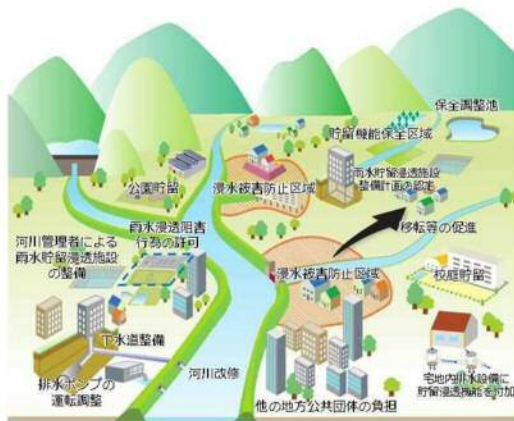 保全調整池
貯留機能保全区域
雨水貯留浸透施設
整備計画の認定
公園貯留
浸水被害防止区域
移転等の促進
雨水浸透阻害
行為の許可
河川管理者による
雨水貯留浸透施設
の整備
浸水被害防止区域
校庭貯留
下水道整備
排水ポンプの
運転調整
河川改修
他の地方公共団体の負担
宅地内排水設備に
貯留浸透機能を付加